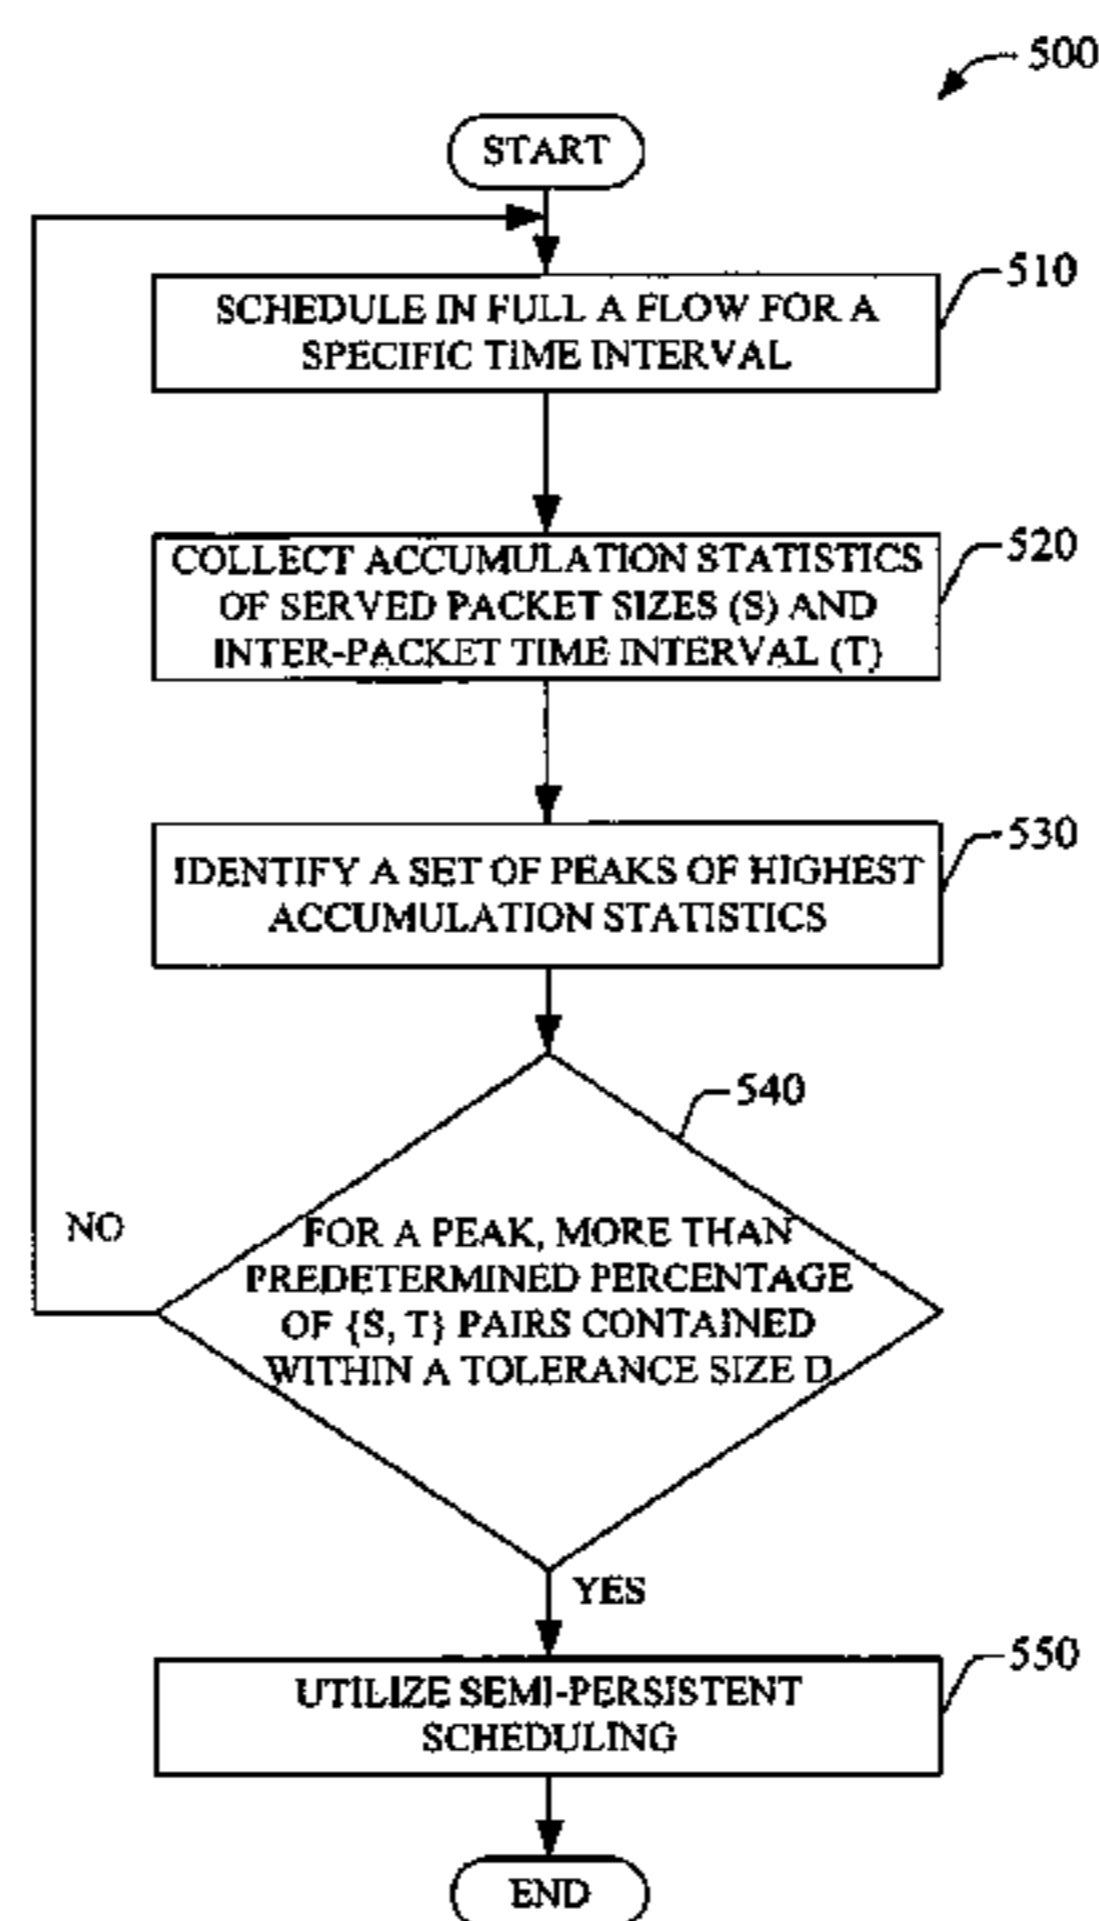 500
START
510
SCHEDULE IN FULL A FLOW FOR A
SPECIFIC TIME INTERVAL
520
COLLECT ACCUMULATION STATISTICS
OF SERVED PACKET SIZES (S) AND
INTER-PACKET TIME INTERVAL (T)
530
IDENTIFY A SET OF PEAKS OF HIGHEST
ACCUMULATION STATISTICS
540
NO
FOR A PEAK, MORE THAN
PREDETERMINED PERCENTAGE
OF {S, T} PAIRS CONTAINED
WITHIN A TOLERANCE SIZE D
YES
550
UTILIZE SEMI-PERSISTENT
SCHEDULING
END